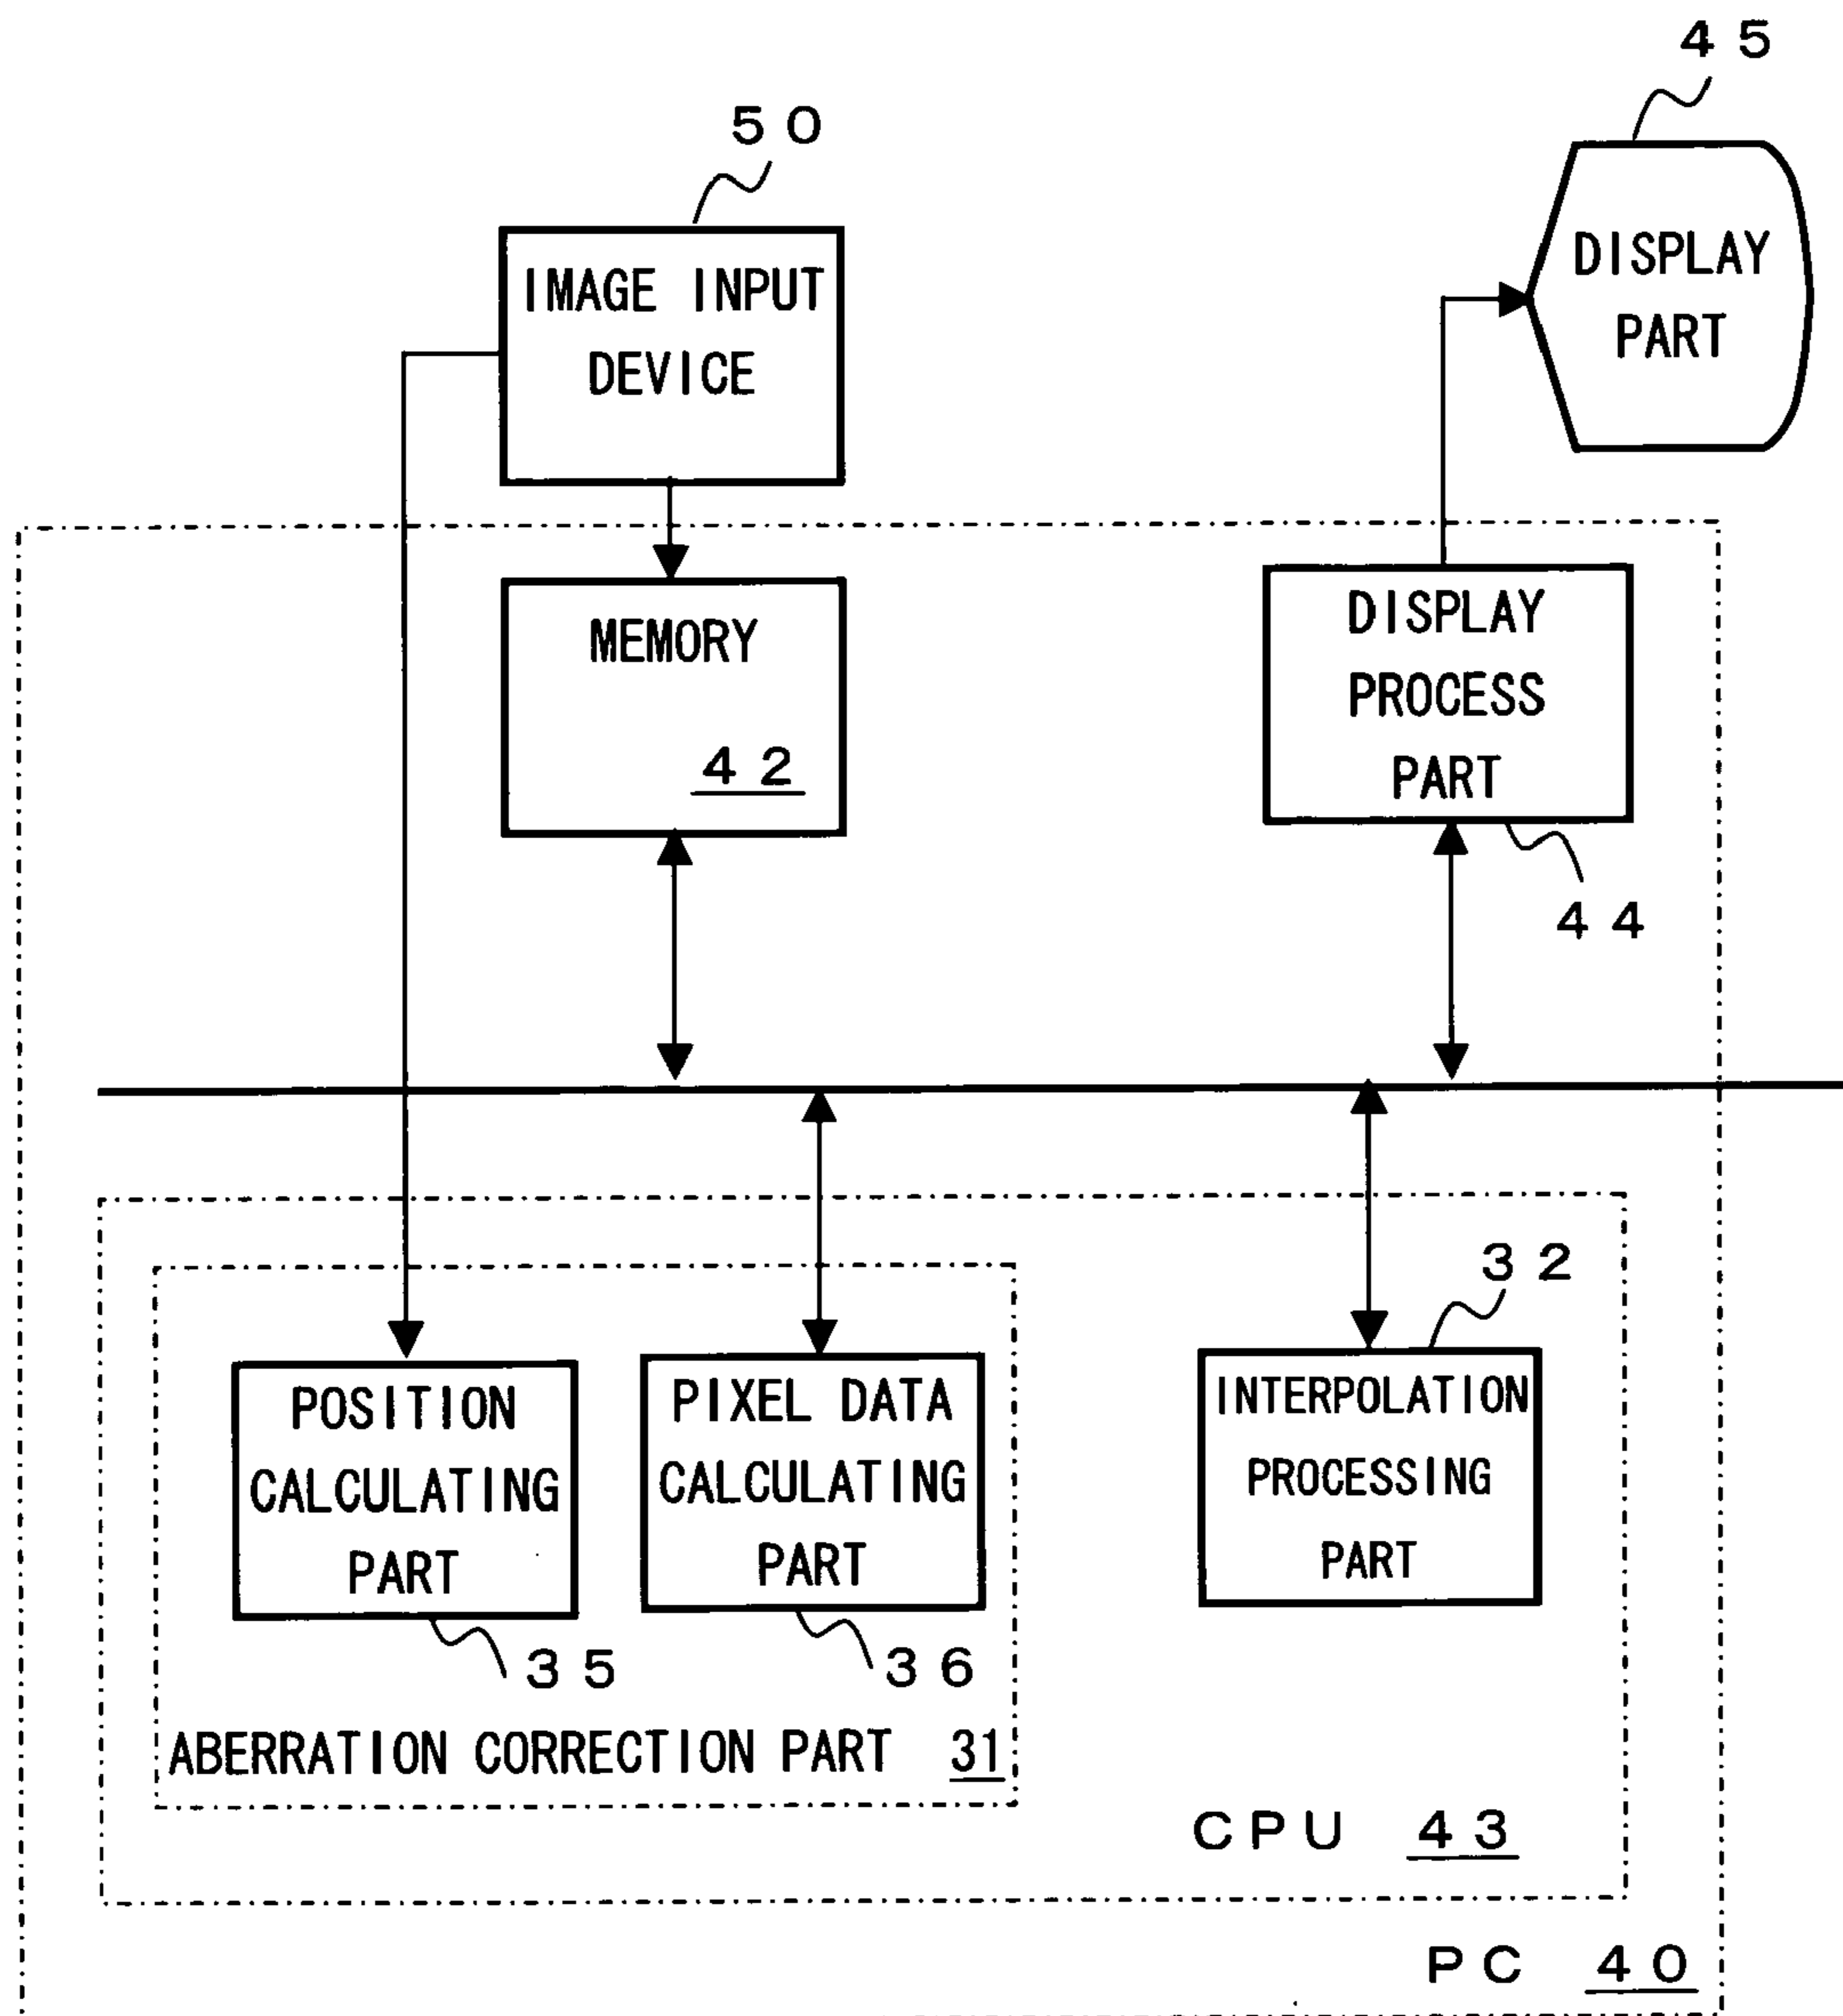 45
50
IMAGE INPUT
DEVICE
DISPLAY
PART
MEMORY
42
DISPLAY
PROCESS
PART
44
32
POSITION
CALCULATING
PART
35
PIXEL DATA
CALCULATING
PART
36
INTERPOLATION
PROCESSING
PART
ABERRATION CORRECTION PART 31
CPU 43
PC 40